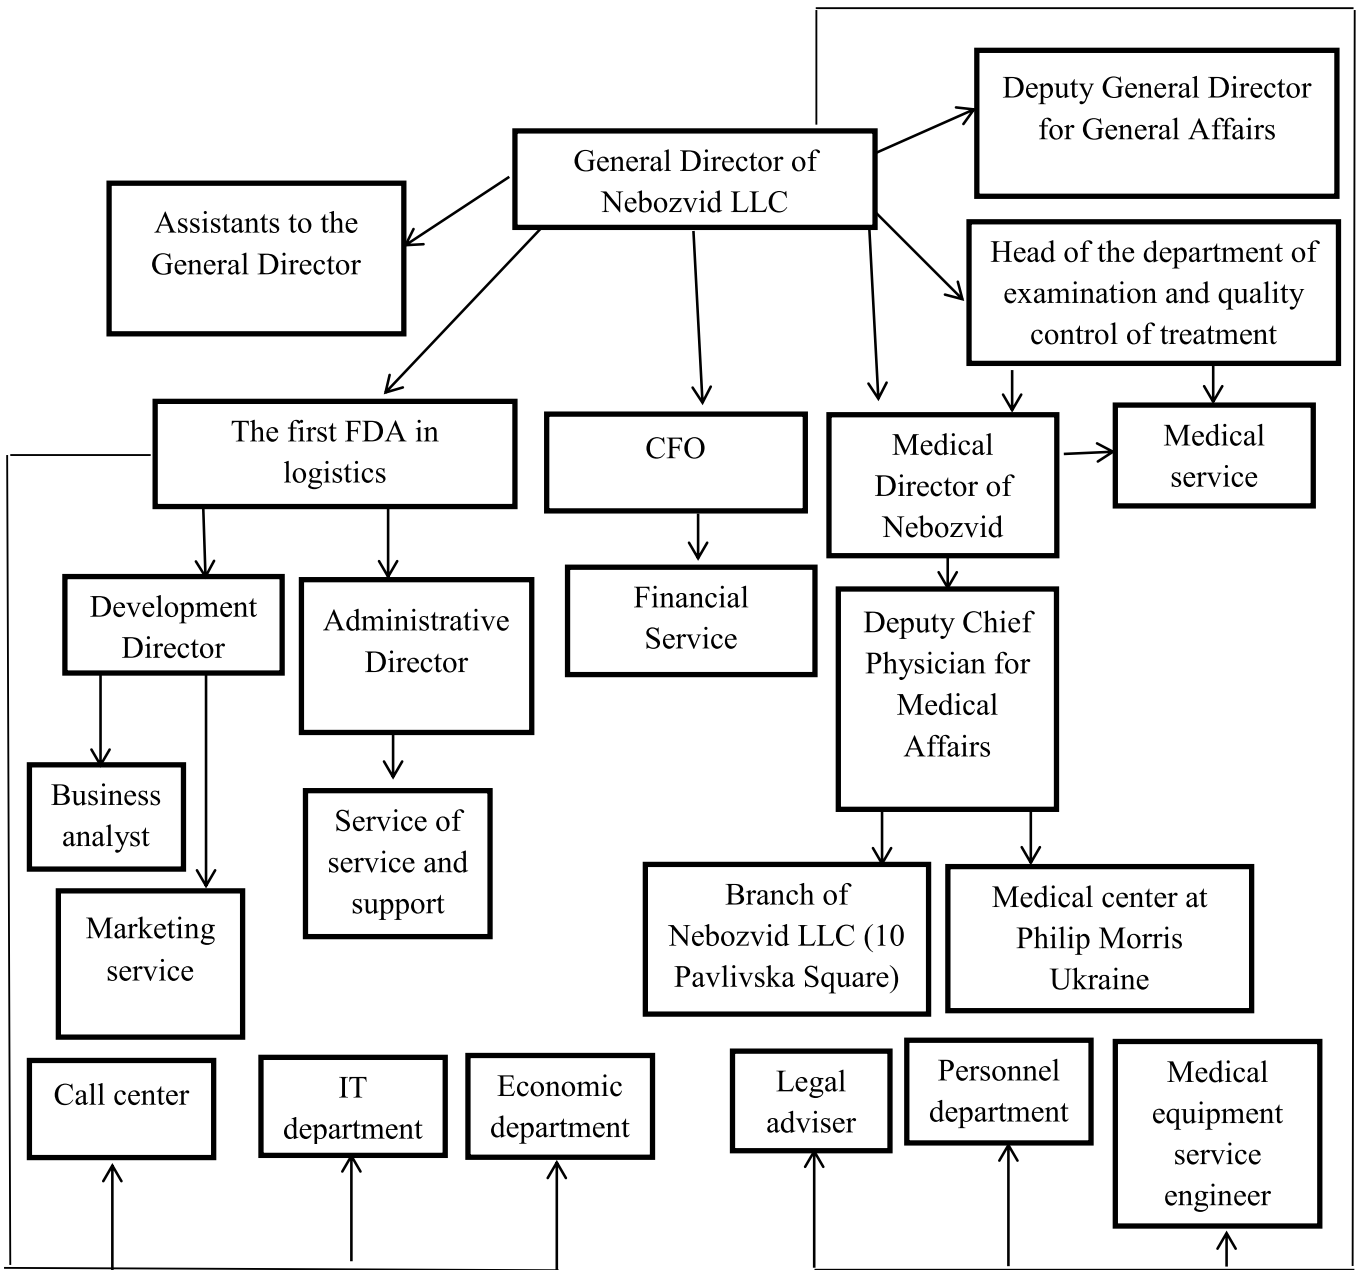 Deputy General Director
for General Affairs
General Director of
Nebozvid LLC
Assistants to the
General Director
Head of the department of
examination and quality
control of treatment
The first FDA in
logistics
CFO
Medical
Director of
Nebozvid
Medical
service
Development
Director
Administrative
Director
Financial
Service
Deputy Chief
Physician for
Medical
Affairs
Business
analyst
Service of
service and
support
Marketing
service
Branch of
Nebozvid LLC (10
Pavlivska Square)
Medical center at
Philip Morris
Ukraine
Call center
IT
department
Economic
department
Legal
adviser
Personnel
department
Medical
equipment
service
engineer